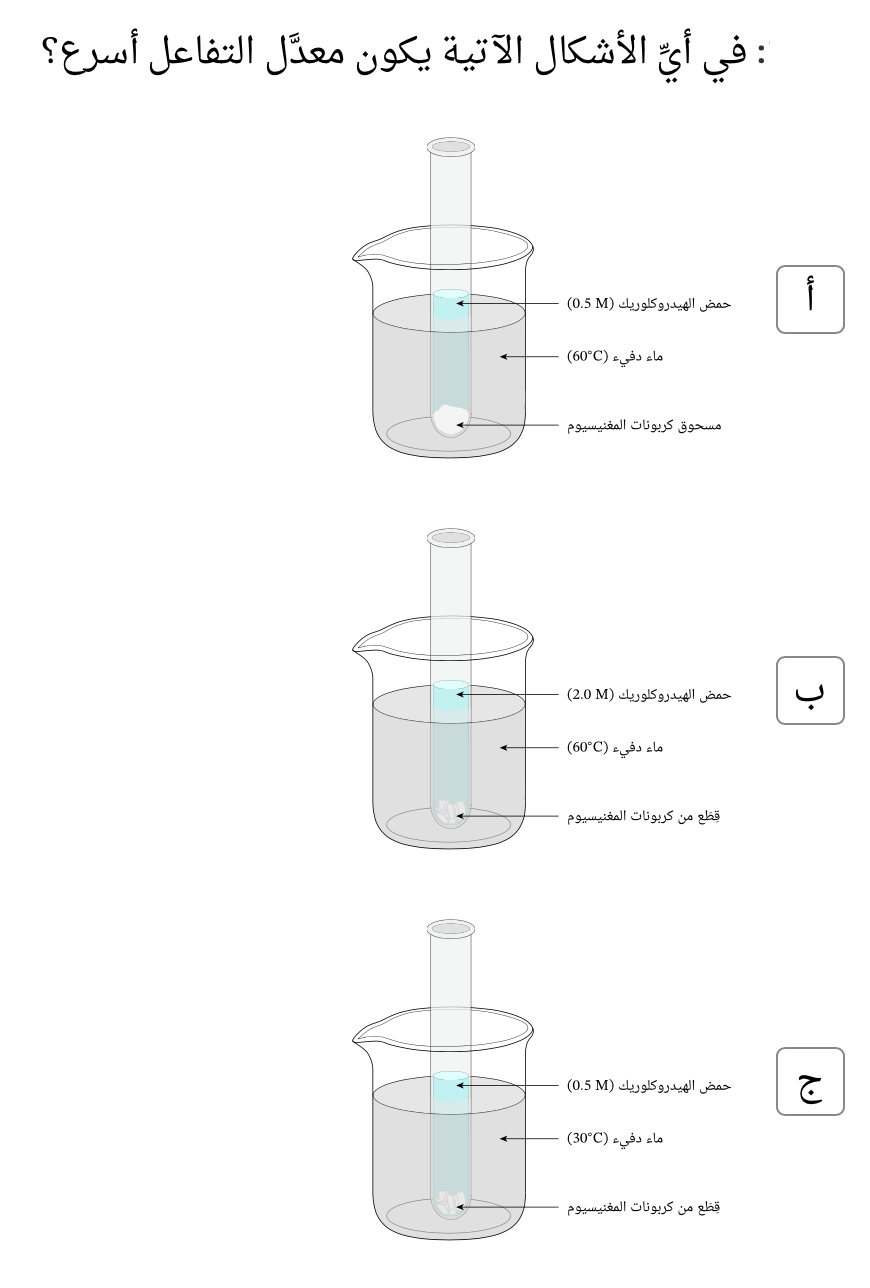 : في أيِّ الأشكال الآتية يكون معدَّل التفاعل أسرع؟
أ
حمض الهيدروكلوريك (0.5 M)
ماء دفيء (60°C)
مسحوق كربونات المغنيسيوم
ب
حمض الهيدروكلوريك (2.0 M)
ماء دفيء (60°C)
قِطَع من كربونات المغنيسيوم
ج
حمض الهيدروكلوريك (0.5 M)
ماء دفيء (30°C)
قِطَع من كربونات المغنيسيوم